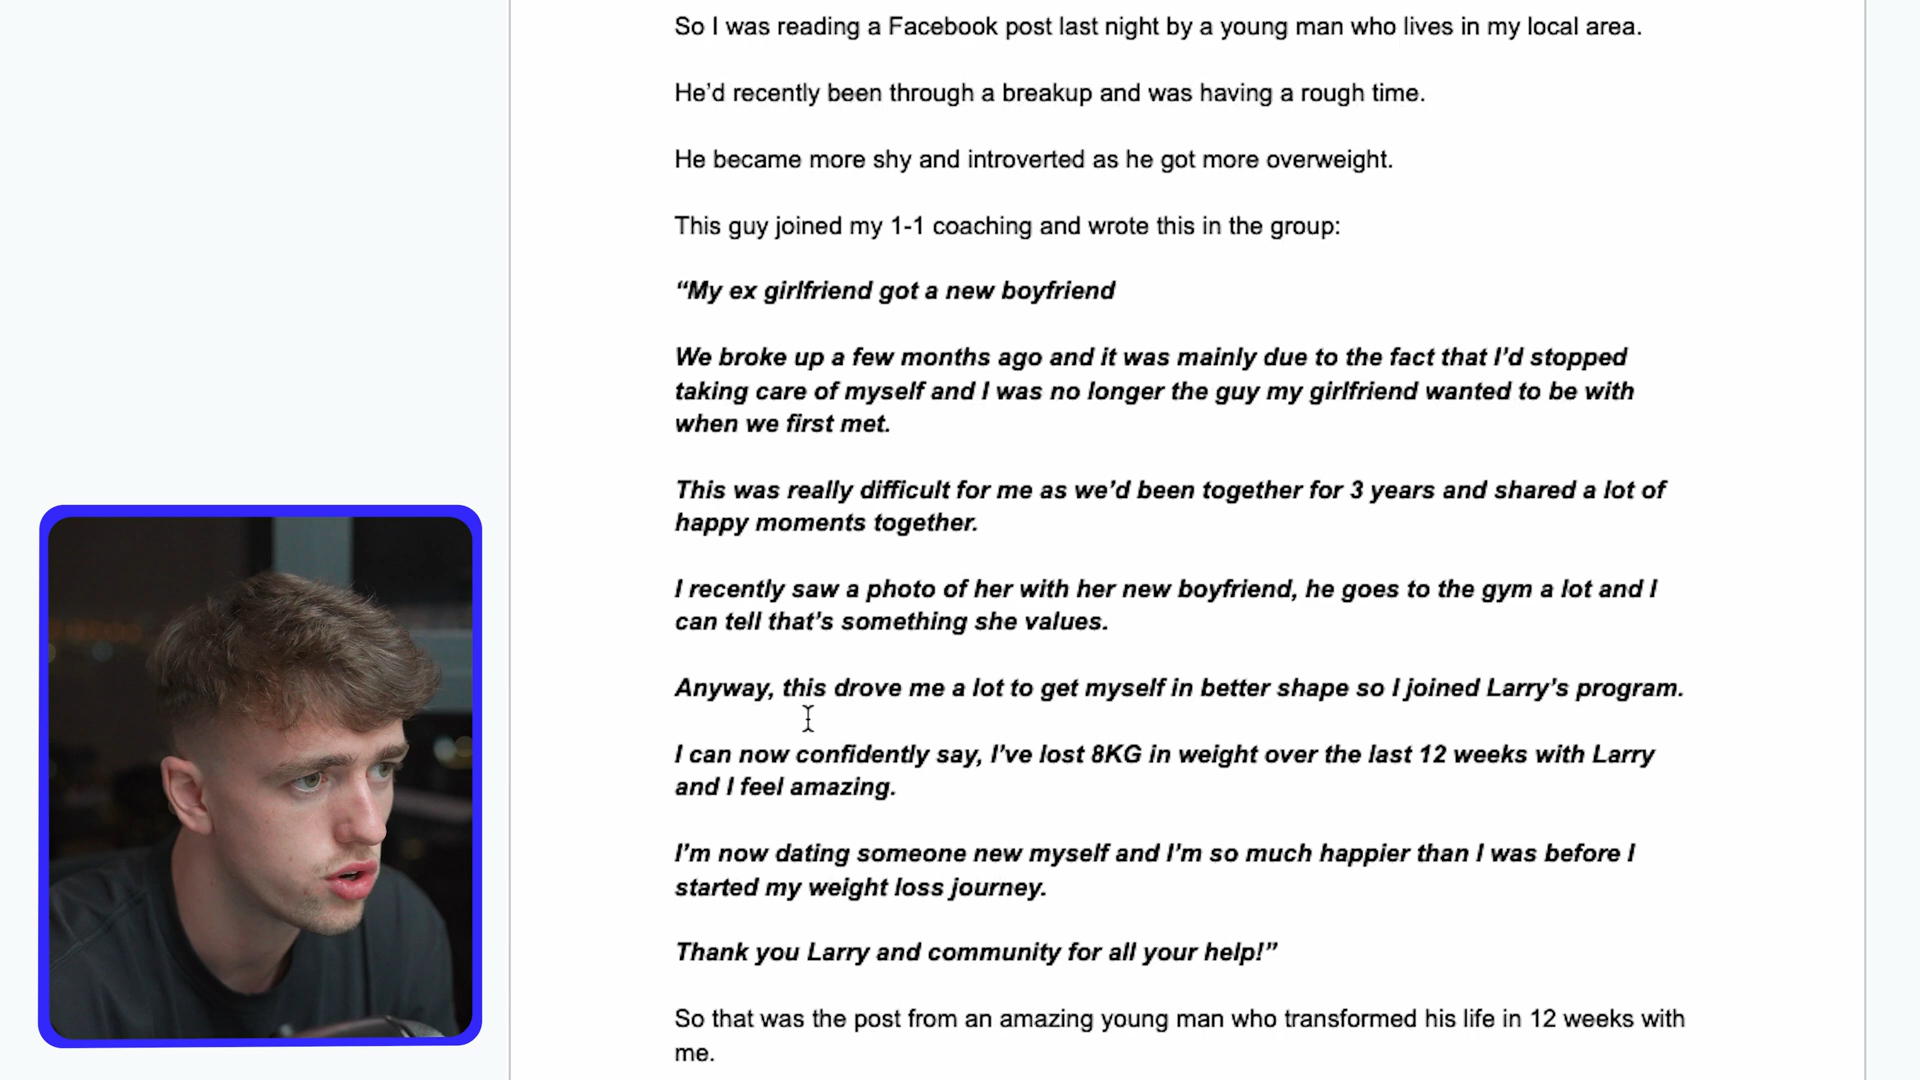 So I was reading a Facebook post last night by a young man who lives in my local area.
He’d recently been through a breakup and was having a rough time.
He became more shy and introverted as he got more overweight.
This guy joined my 1-1 coaching and wrote this in the group:
“My ex girlfriend got a new boyfriend
We broke up a few months ago and it was mainly due to the fact that I’d stopped
taking care of myself and I was no longer the guy my girlfriend wanted to be with
when we first met.
This was really difficult for me as we’d been together for 3 years and shared a lot of
happy moments together.
I recently saw a photo of her with her new boyfriend, he goes to the gym a lot and I
can tell that’s something she values.
Anyway, this drove me a lot to get myself in better shape so I joined Larry’s program.
I can now confidently say, I’ve lost 8KG in weight over the last 12 weeks with Larry
and I feel amazing.
I’m now dating someone new myself and I’m so much happier than I was before I
started my weight loss journey.
Thank you Larry and community for all your help!”
So that was the post from an amazing young man who transformed his life in 12 weeks with
me.